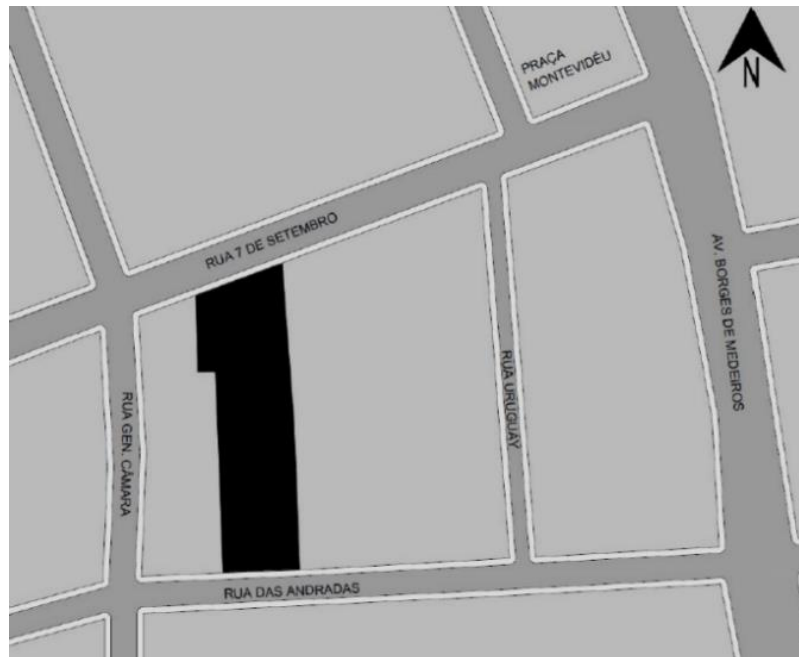 PRAÇA
MONTEVIDÉU
N
RUA 7 DE SETEMBRO
AV. BORGES DE MEDEIROS
RUA URUGUAY
RUA GEN. CÂMARA
RUA DAS ANDRADAS